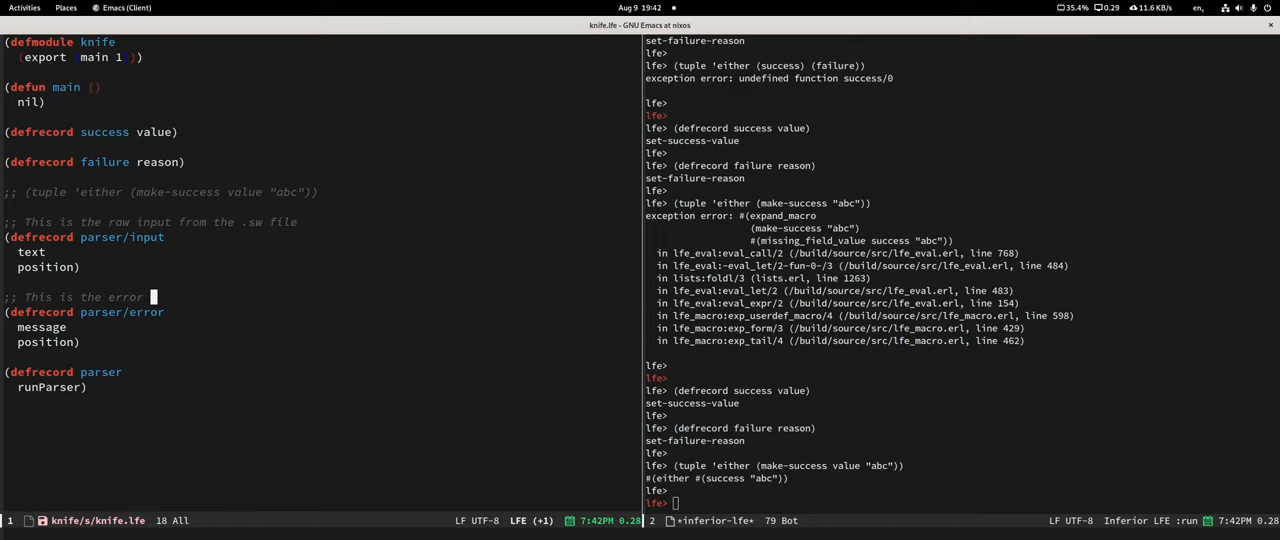 Activities Places Emacs (Client) Aug 9 19:42 35.4% 0.29 11.6 KB/s en,
knife.lfe - GNU Emacs at nixos
(defmodule knife
(export (main 1)))
(defun main ()
nil)
(defrecord success value)
(defrecord failure reason)
;; (tuple 'either (make-success value "abc"))
;; This is the raw input from the .sw file
(defrecord parser/input
text
position)
;; This is the error
(defrecord parser/error
message
position)
(defrecord parser
runParser)
1 knife/s/knife.lfe 18 All LF UTF-8 LFE (+1) 7:42PM 0.28
set-failure-reason
lfe>
lfe> (tuple 'either (success) (failure))
exception error: undefined function success/0
lfe>
lfe>
lfe> (defrecord success value)
set-success-value
lfe>
lfe> (defrecord failure reason)
set-failure-reason
lfe>
lfe> (tuple 'either (make-success "abc"))
exception error: #(expand_macro
(make-success "abc")
#(missing_field_value success "abc"))
in lfe_eval:eval_call/2 (/build/source/src/lfe_eval.erl, line 768)
in lfe_eval:-eval_let/2-fun-0-/3 (/build/source/src/lfe_eval.erl, line 484)
in lists:foldl/3 (lists.erl, line 1263)
in lfe_eval:eval_let/2 (/build/source/src/lfe_eval.erl, line 483)
in lfe_eval:eval_expr/2 (/build/source/src/lfe_eval.erl, line 154)
in lfe_macro:exp_userdef_macro/4 (/build/source/src/lfe_macro.erl, line 598)
in lfe_macro:exp_form/3 (/build/source/src/lfe_macro.erl, line 429)
in lfe_macro:exp_tail/4 (/build/source/src/lfe_macro.erl, line 462)
lfe>
lfe>
lfe> (defrecord success value)
set-success-value
lfe>
lfe> (defrecord failure reason)
set-failure-reason
lfe>
lfe> (tuple 'either (make-success value "abc"))
#(either #(success "abc"))
lfe>
lfe>
2 *inferior-lfe* 79 Bot LF UTF-8 Inferior LFE :run 7:42PM 0.28